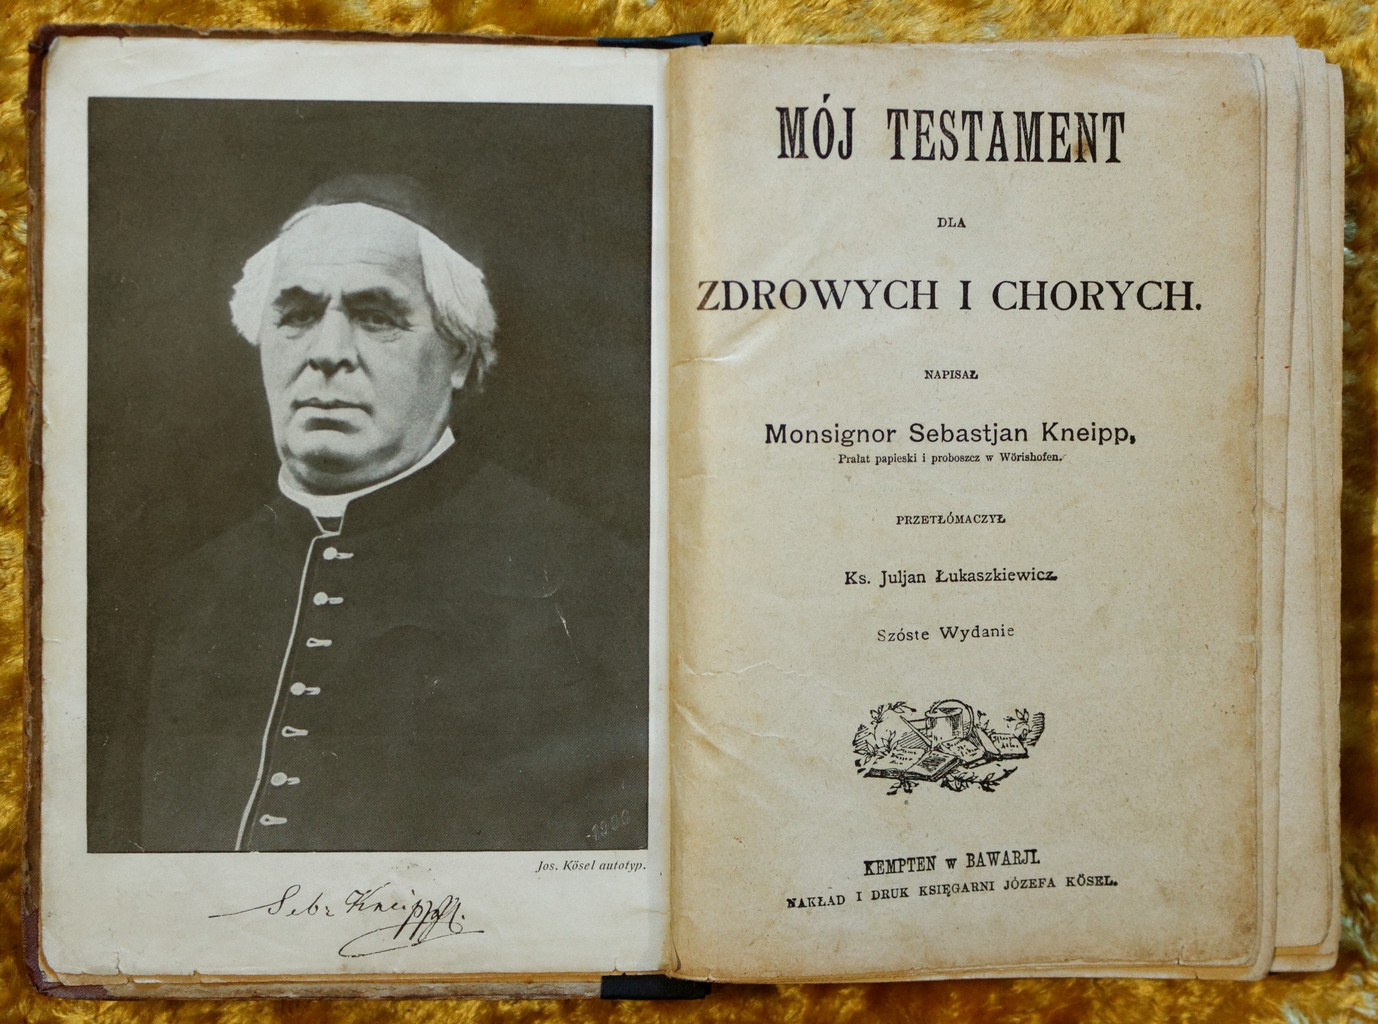 Jos. Kösel autotyp.
Seb. Kneipp
MÓJ TESTAMENT
DLA
ZDROWYCH I CHORYCH.
NAPISAŁ
Monsignor Sebastjan Kneipp,
Prałat papieski i proboszcz w Wörishofen.
PRZETŁÓMACZYŁ
Ks. Juljan Łukaszkiewicz.
Szóste Wydanie
KEMPTEN w BAWARJI.
NAKŁAD I DRUK KSIĘGARNI JÓZEFA KÖSEL.